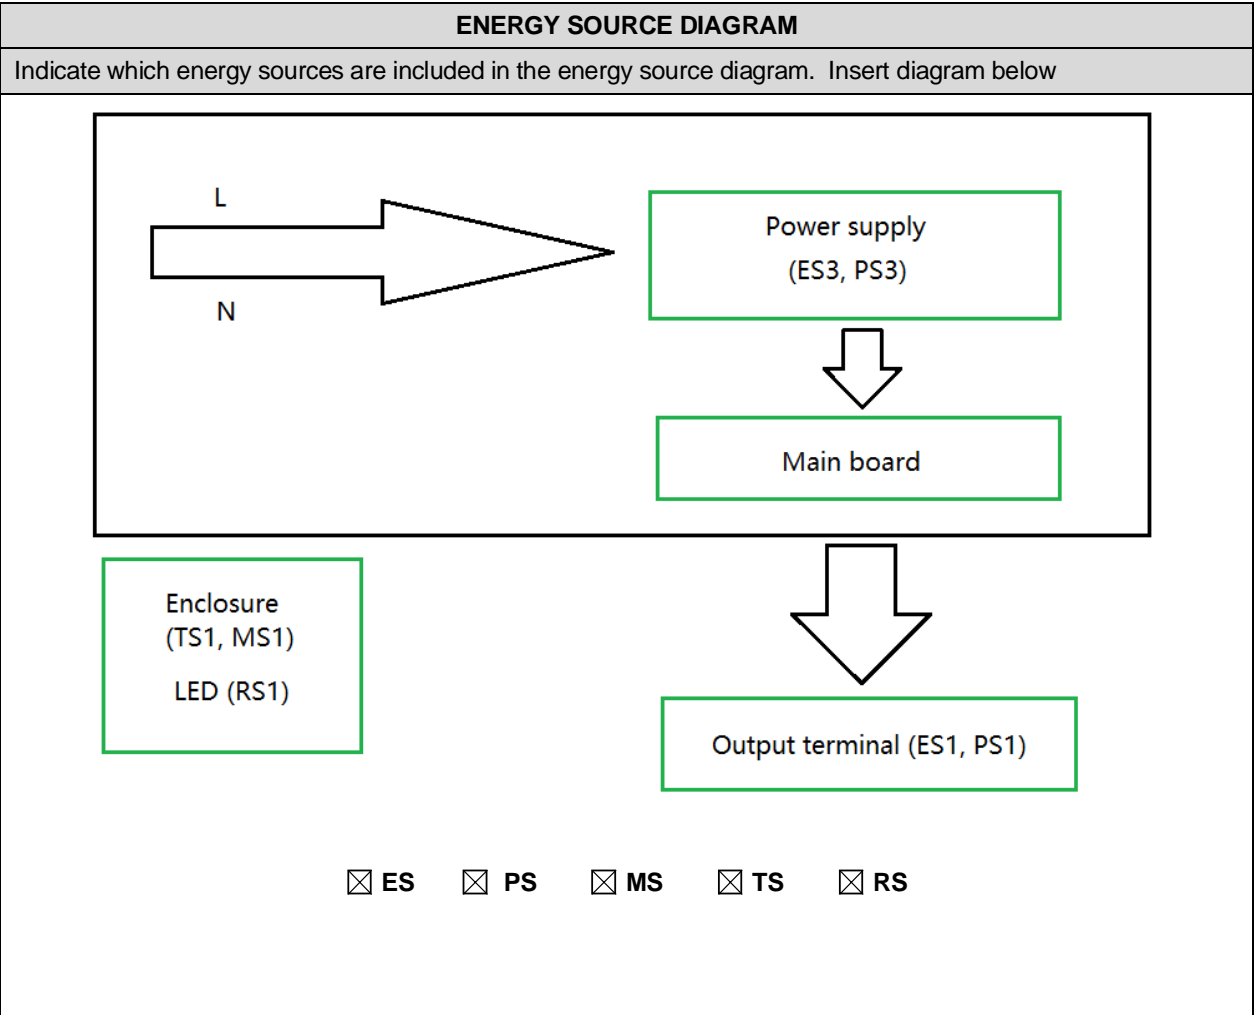 ENERGY SOURCE DIAGRAM
Indicate which energy sources are included in the energy source diagram. Insert diagram below
L
N
Power supply
(ES3, PS3)
Main board
Enclosure
(TS1, MS1)
LED (RS1)
Output terminal (ES1, PS1)
☒ ES ☒ PS ☒ MS ☒ TS ☒ RS